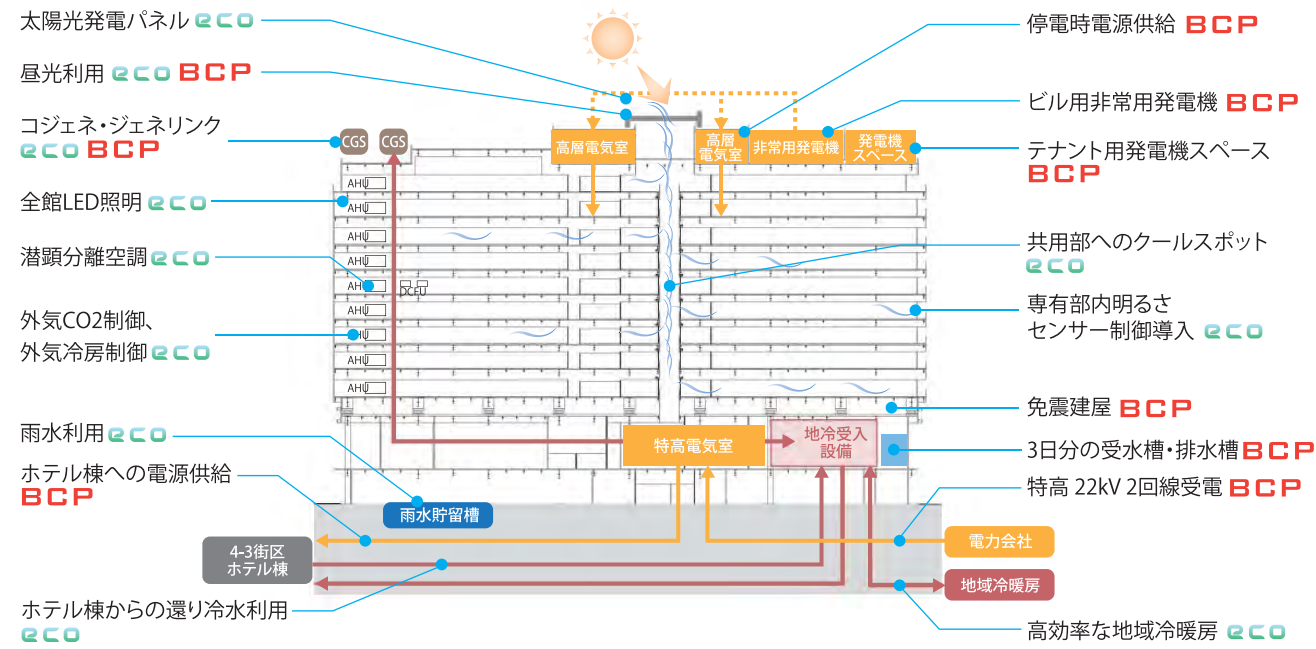 太陽光発電パネル eco
昼光利用 eco BCP
コジェネ・ジェネリンク
eco BCP
全館LED照明 eco
潜顕分離空調 eco
外気CO2制御、
外気冷房制御 eco
雨水利用 eco
ホテル棟への電源供給
BCP
ホテル棟からの還り冷水利用
eco
CGS
CGS
高層電気室
高層
電気室
非常用発電機
発電機
スペース
AHU
AHU
AHU
AHU
AHU
DCFU
AHU
AHU
AHU
AHU
特高電気室
地冷受入
設備
雨水貯留槽
4-3街区
ホテル棟
電力会社
地域冷暖房
停電時電源供給 BCP
ビル用非常用発電機 BCP
テナント用発電機スペース
BCP
共用部へのクールスポット
eco
専有部内明るさ
センサー制御導入 eco
免震建屋 BCP
3日分の受水槽・排水槽 BCP
特高 22kV 2回線受電 BCP
高効率な地域冷暖房 eco